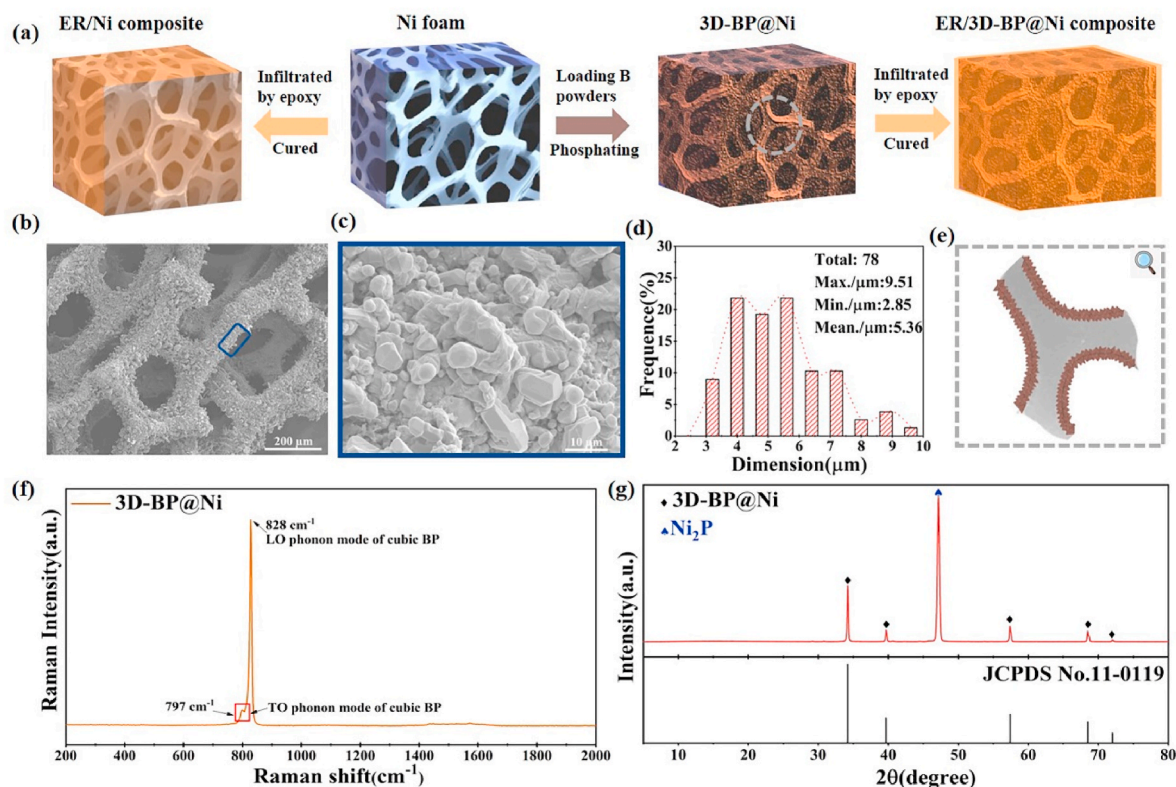 (a)
ER/Ni composite
Ni foam
3D-BP@Ni
ER/3D-BP@Ni composite
Infiltrated
by epoxy
Cured
Loading B
powders
Phosphating
Infiltrated
by epoxy
Cured
(b)
200 μm
(c)
10 μm
(d)
Frequence(%)
30
25
20
15
10
5
0
Total: 78
Max./μm:9.51
Min./μm:2.85
Mean./μm:5.36
2 3 4 5 6 7 8 9 10
Dimension(μm)
(e)
(f)
Raman Intensity(a.u.)
3D-BP@Ni
828 cm⁻¹
LO phonon mode of cubic BP
797 cm⁻¹
TO phonon mode of cubic BP
200 400 600 800 1000 1200 1400 1600 1800 2000
Raman shift(cm⁻¹)
(g)
Intensity(a.u.)
3D-BP@Ni
Ni₂P
JCPDS No.11-0119
10 20 30 40 50 60 70 80
2θ(degree)